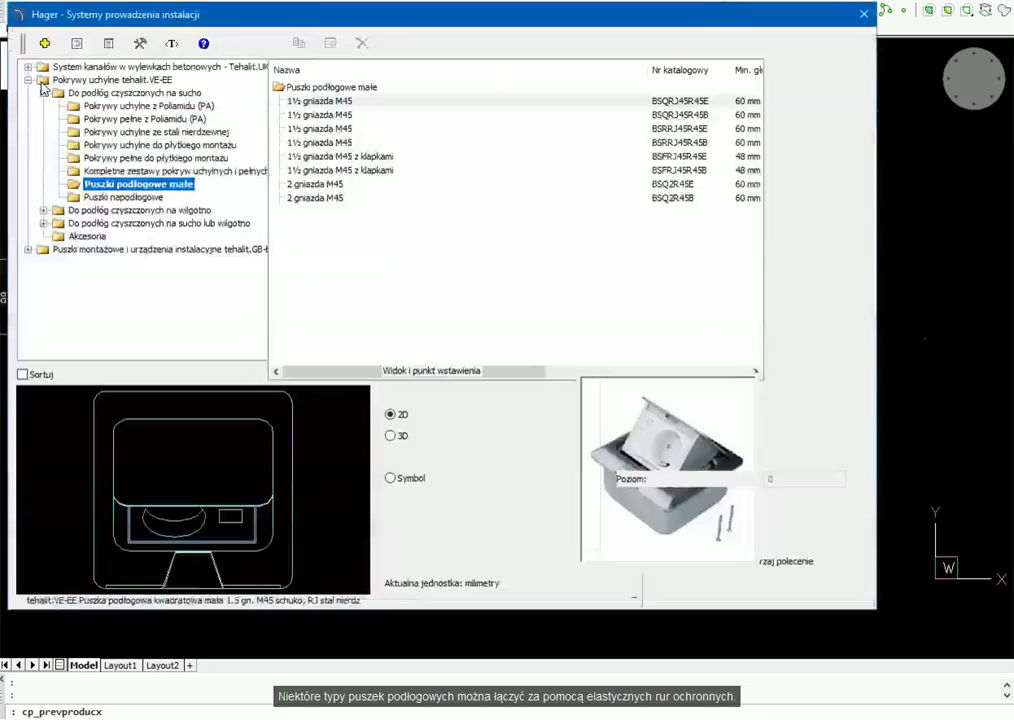 Hager - Systemy prowadzenia instalacji
<T>
System kanałów w wylewkach betonowych - Tehalit.UK
Pokrywy uchylne tehalit.VE-EE
Do podłóg czyszczonych na sucho
Pokrywy uchylne z Poliamidu (PA)
Pokrywy pełne z Poliamidu (PA)
Pokrywy uchylne ze stali nierdzewnej
Pokrywy uchylne do płytkiego montażu
Pokrywy pełne do płytkiego montażu
Kompletne zestawy pokryw uchylnych i pełnych
Puszki podłogowe małe
Puszki napodłogowe
Do podłóg czyszczonych na wilgotno
Do podłóg czyszczonych na sucho lub wilgotno
Akcesoria
Puszki montażowe i urządzenia instalacyjne tehalit.GB-E
Nazwa Nr katalogowy Min. gł
Puszki podłogowe małe
1½ gniazda M45 BSQRJ45R45E 60 mm
1½ gniazda M45 BSQRJ45R45B 60 mm
1½ gniazda M45 BSRRJ45R45E 60 mm
1½ gniazda M45 BSRRJ45R45B 60 mm
1½ gniazda M45 z klapkami BSFRJ45R45E 48 mm
1½ gniazda M45 z klapkami BSFRJ45R45B 48 mm
2 gniazda M45 BSQ2R45E 60 mm
2 gniazda M45 BSQ2R45B 60 mm
Sortuj
Widok i punkt wstawienia
2D
3D
Symbol
Poziom: 0
rzaj polecenie
Aktualna jednostka: milimetry
tehalit.VE-EE Puszka podłogowa kwadratowa mała 1.5 gn. M45 schuko, RJ stal nierdz
Y
W
X
Model Layout1 Layout2 +
:
:
: cp_prevproducx
Niektóre typy puszek podłogowych można łączyć za pomocą elastycznych rur ochronnych.